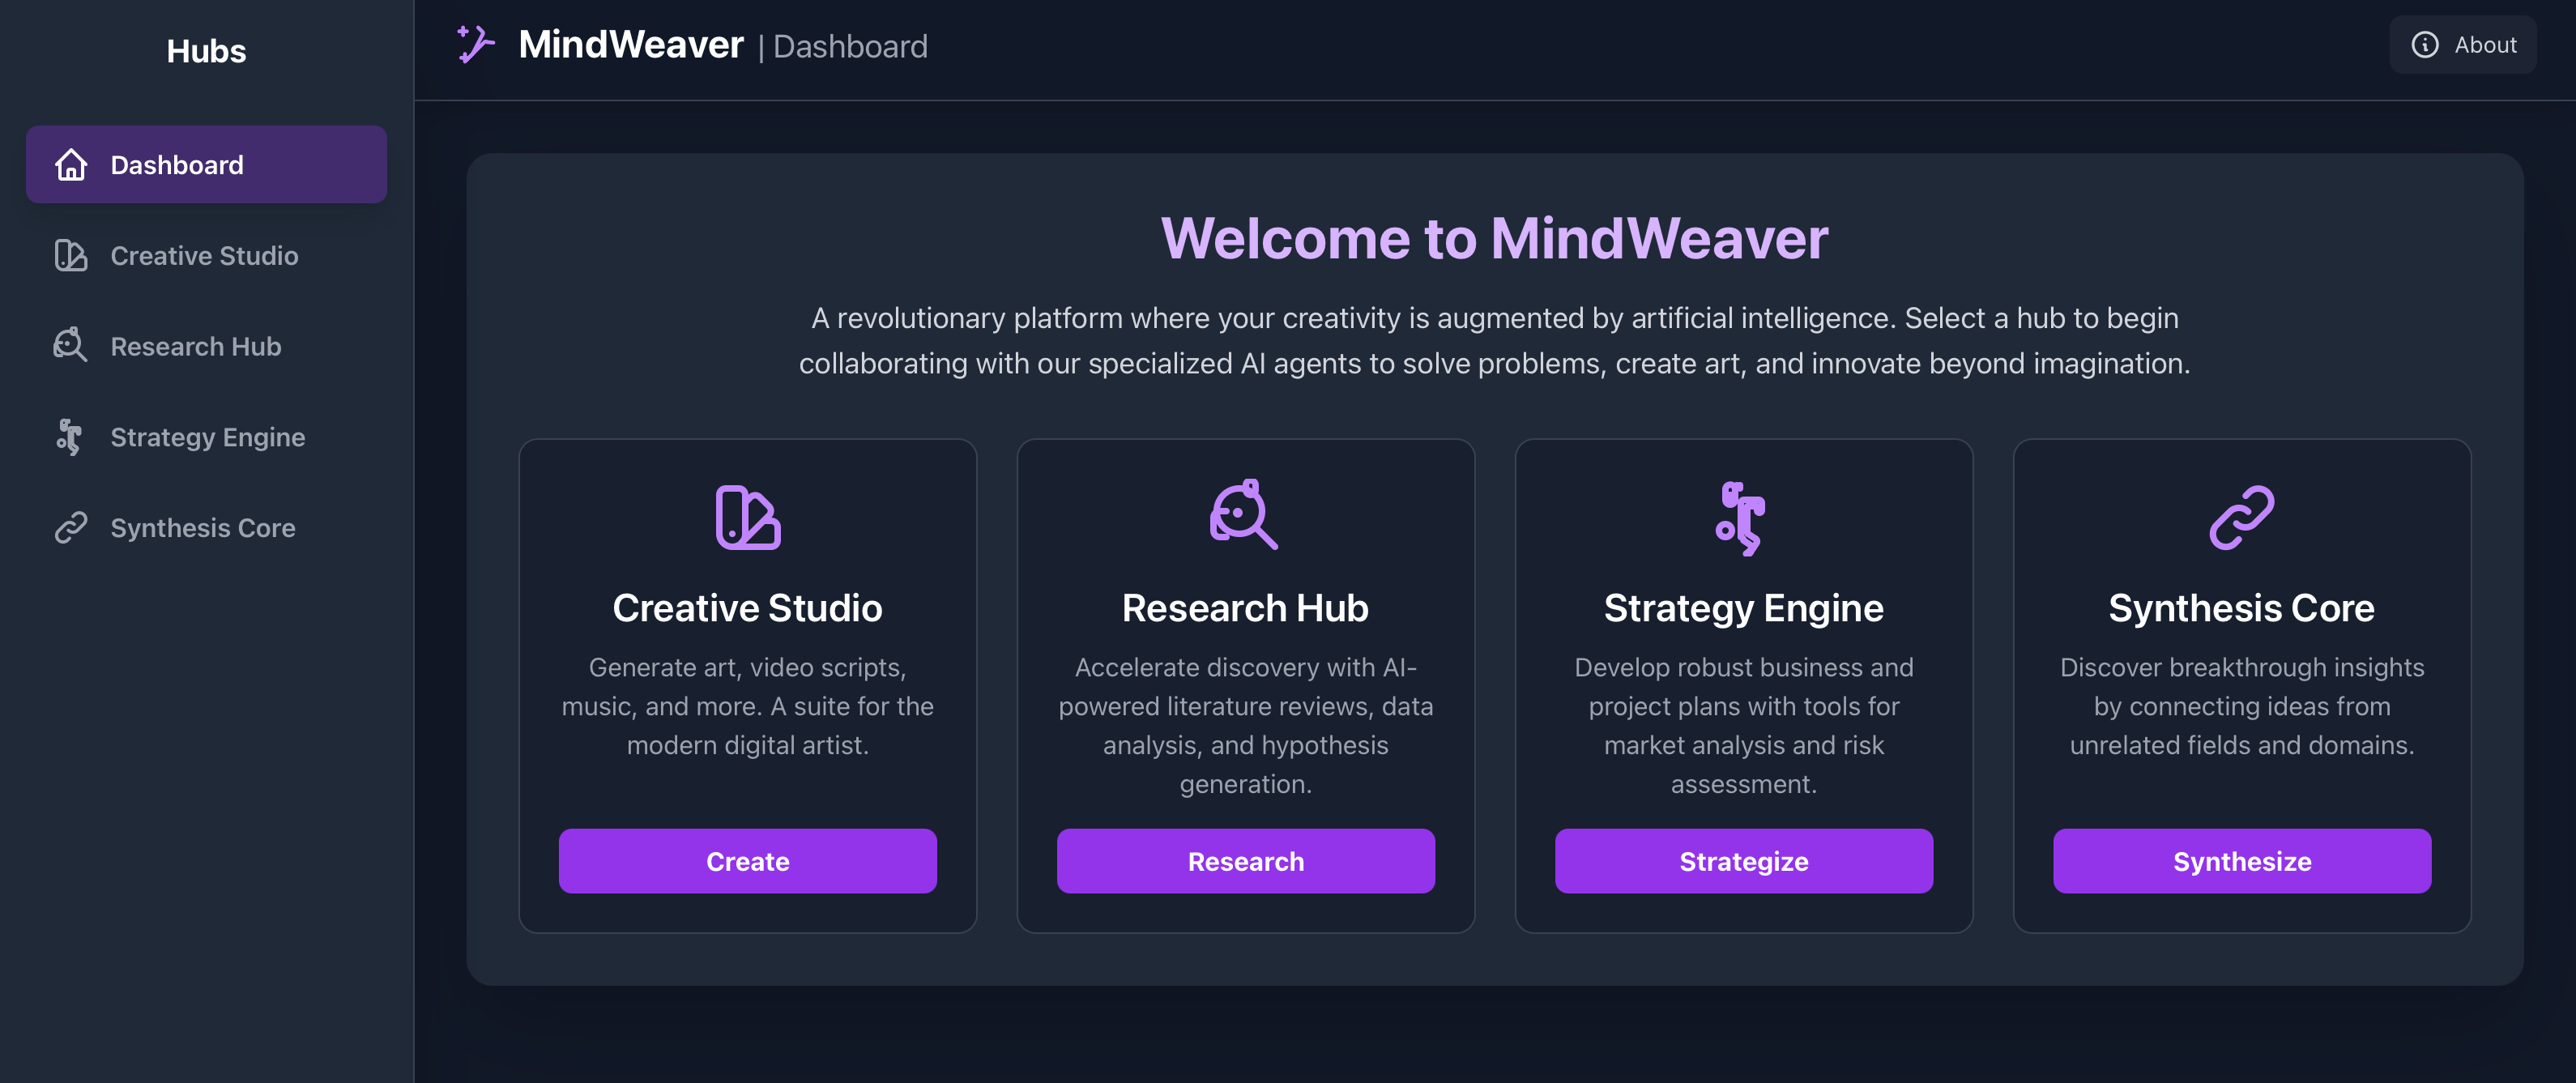 Hubs
Dashboard
Creative Studio
Research Hub
Strategy Engine
Synthesis Core
MindWeaver | Dashboard
About
Welcome to MindWeaver
A revolutionary platform where your creativity is augmented by artificial intelligence. Select a hub to begin
collaborating with our specialized AI agents to solve problems, create art, and innovate beyond imagination.
Creative Studio
Generate art, video scripts,
music, and more. A suite for the
modern digital artist.
Create
Research Hub
Accelerate discovery with AI-
powered literature reviews, data
analysis, and hypothesis
generation.
Research
Strategy Engine
Develop robust business and
project plans with tools for
market analysis and risk
assessment.
Strategize
Synthesis Core
Discover breakthrough insights
by connecting ideas from
unrelated fields and domains.
Synthesize